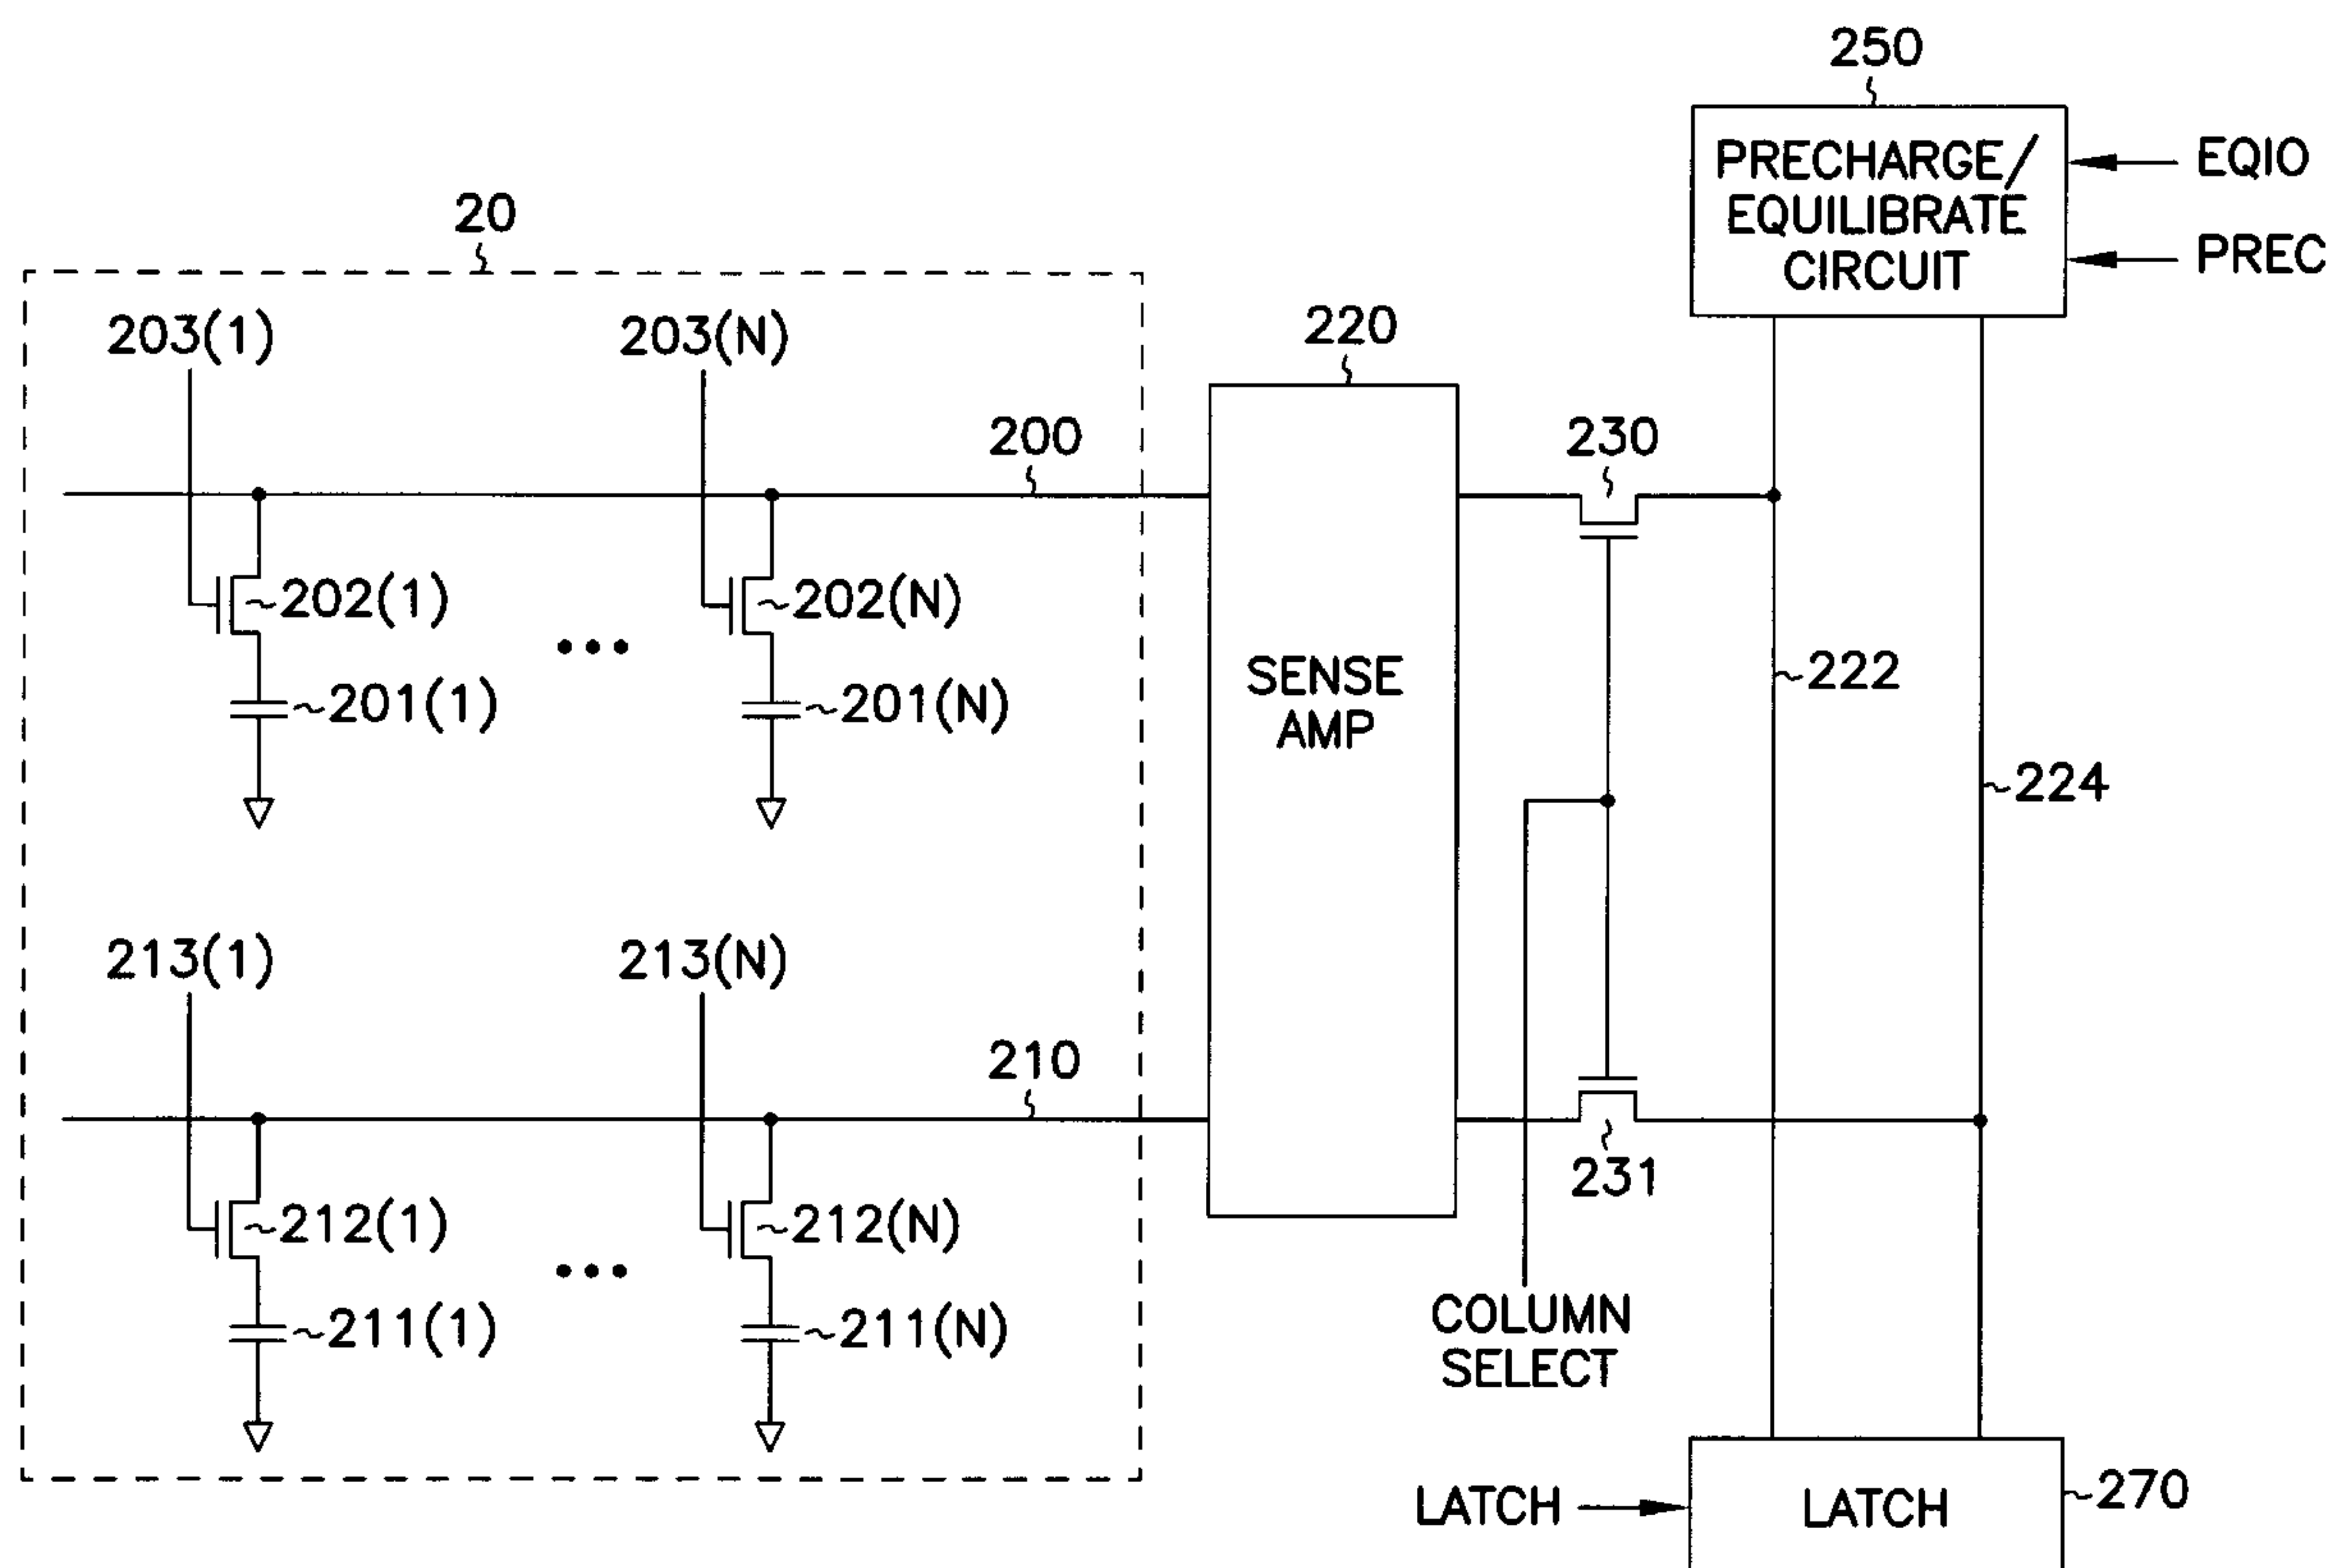 250
PRECHARGE/
EQUILIBRATE
CIRCUIT
EQIO
PREC
20
203(1)
203(N)
200
220
230
202(1)
202(N)
201(1)
201(N)
SENSE
AMP
222
224
213(1)
213(N)
210
231
212(1)
212(N)
211(1)
211(N)
COLUMN
SELECT
LATCH
LATCH
270